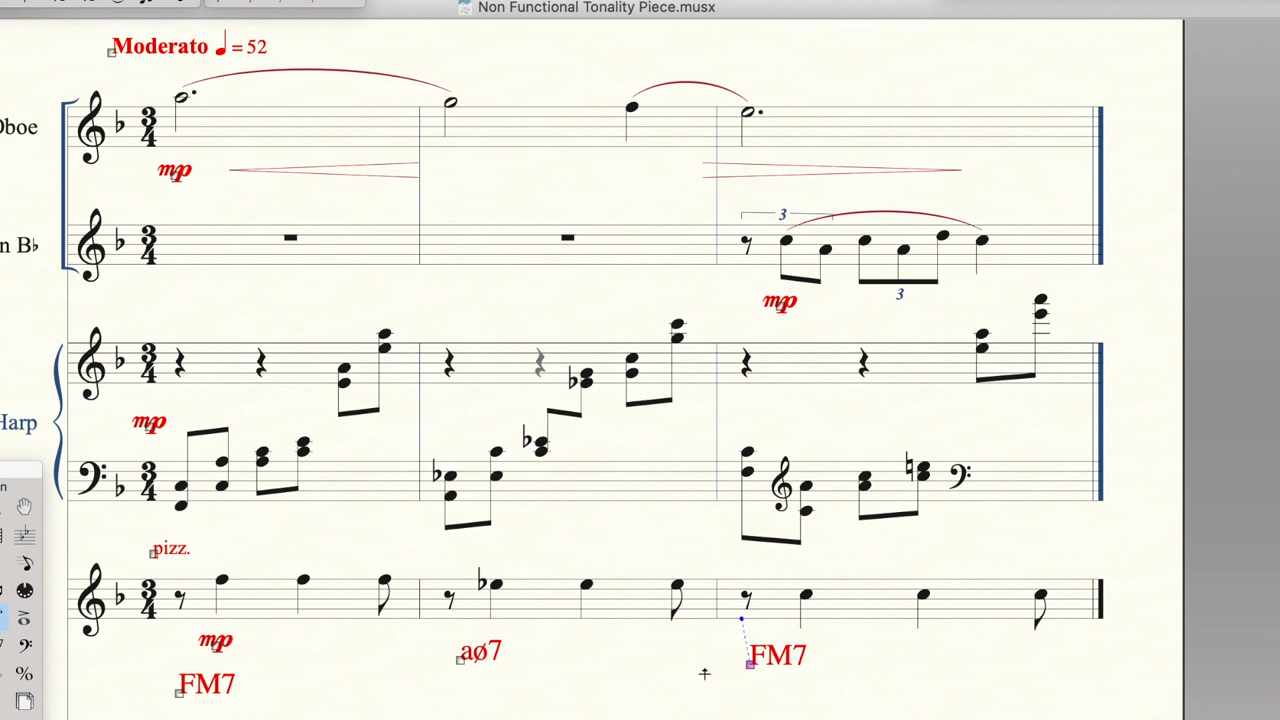 Non Functional Tonality Piece.musx
Moderato ♩ = 52
Oboe
mp
n B♭
3
mp
3
Harp
mp
pizz.
mp
aø7
FM7
FM7